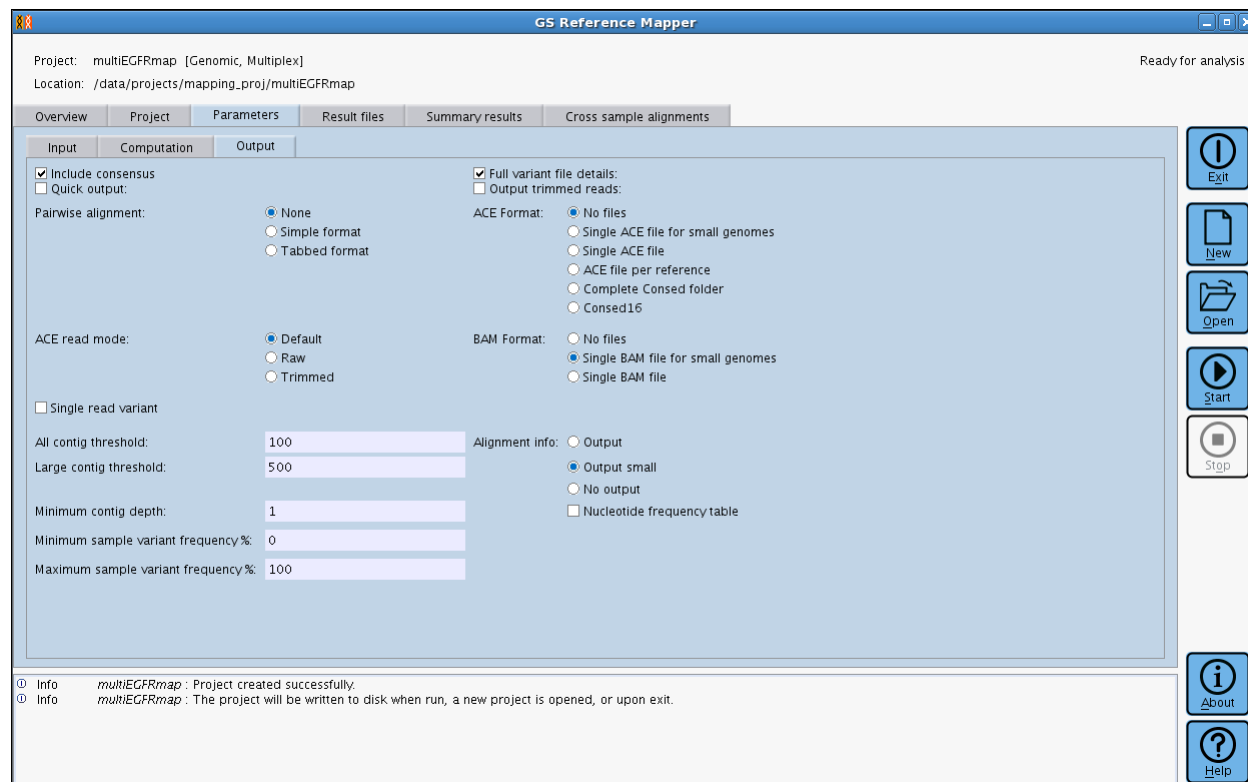 GS Reference Mapper
Project: multiEGFRmap [Genomic, Multiplex]
Ready for analysis
Location: /data/projects/mapping_proj/multiEGFRmap
Overview Project Parameters Result files Summary results Cross sample alignments
Input Computation Output
Include consensus
Quick output:
Full variant file details:
Output trimmed reads:
Pairwise alignment:
None
Simple format
Tabbed format
ACE Format:
No files
Single ACE file for small genomes
Single ACE file
ACE file per reference
Complete Consed folder
Consed16
ACE read mode:
Default
Raw
Trimmed
BAM Format:
No files
Single BAM file for small genomes
Single BAM file
Single read variant
All contig threshold: 100
Large contig threshold: 500
Minimum contig depth: 1
Minimum sample variant frequency %: 0
Maximum sample variant frequency %: 100
Alignment info:
Output
Output small
No output
Nucleotide frequency table
Exit
New
Open
Start
Stop
About
Help
Info multiEGFRmap : Project created successfully.
Info multiEGFRmap : The project will be written to disk when run, a new project is opened, or upon exit.